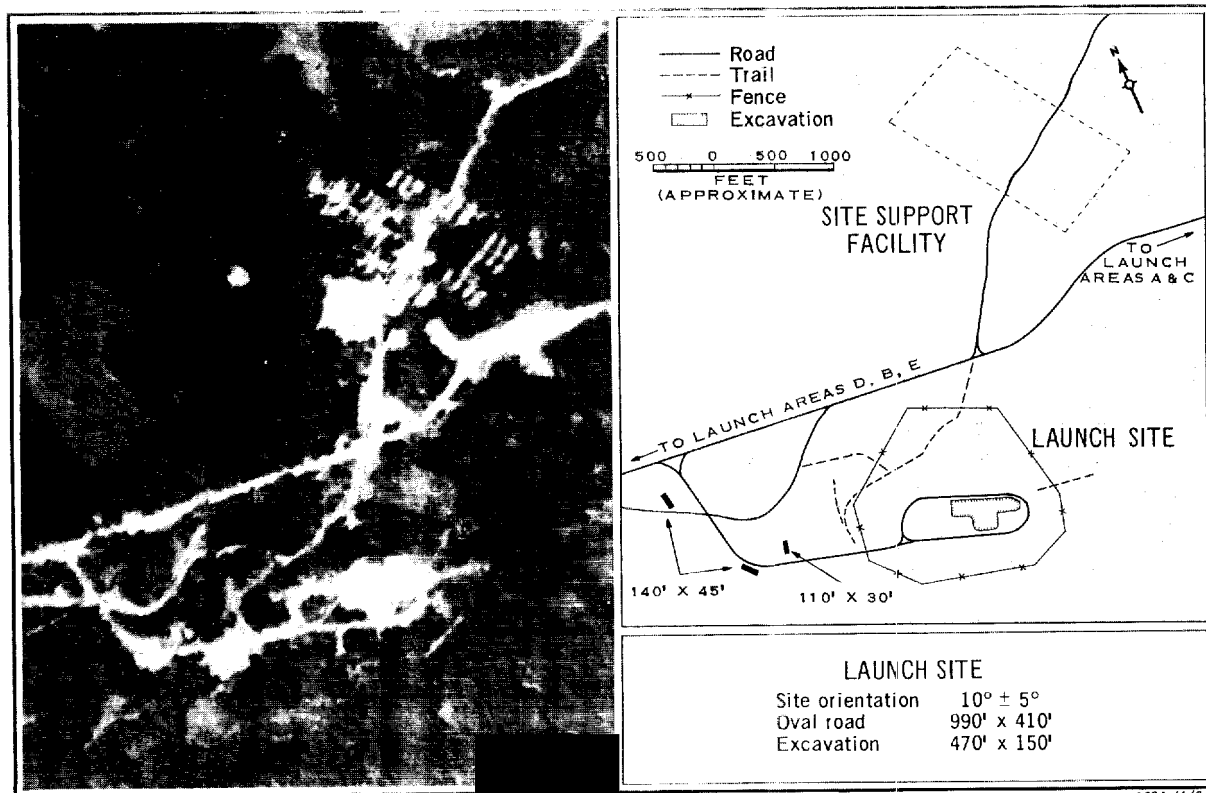 Road
Trail
Fence
Excavation
N
500 0 500 1000
FEET
(APPROXIMATE)
SITE SUPPORT
FACILITY
TO
LAUNCH
AREAS A & C
TO LAUNCH AREAS D, B, E
LAUNCH SITE
140' X 45'
110' X 30'
LAUNCH SITE
Site orientation 10° ± 5°
Oval road 990' x 410'
Excavation 470' x 150'